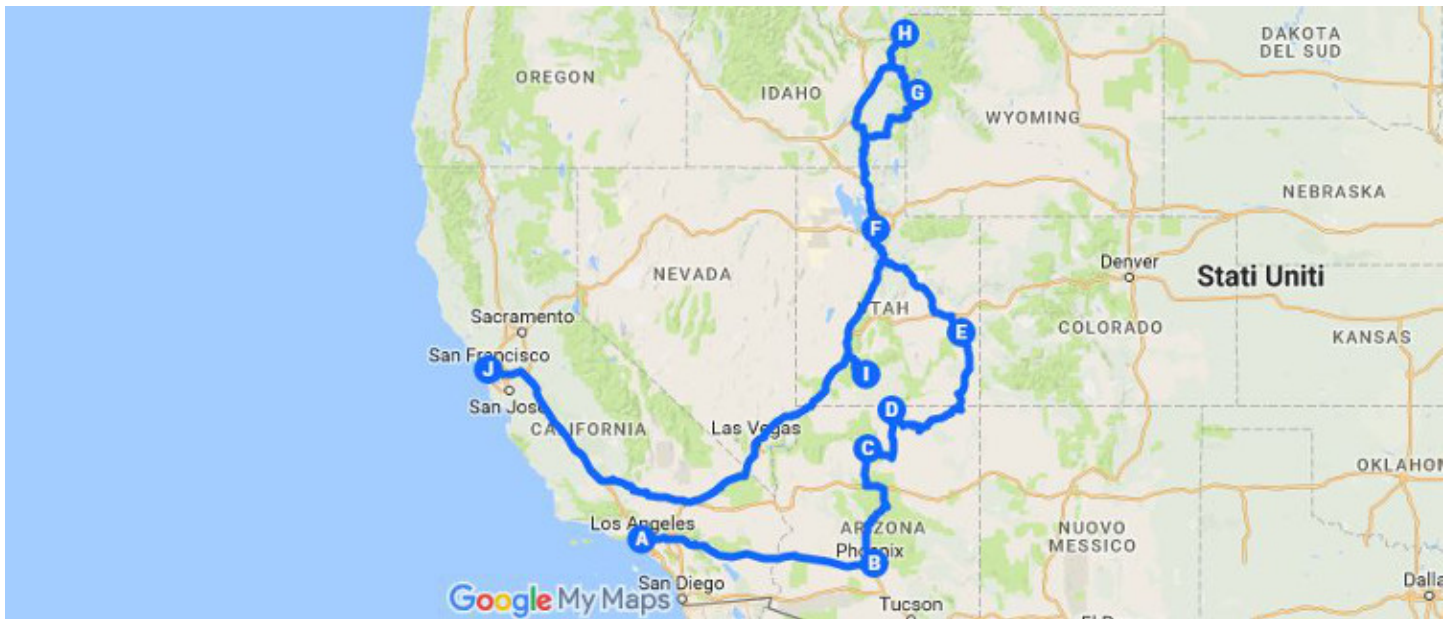 DAKOTA
DEL SUD
H
OREGON
IDAHO
G
WYOMING
NEBRASKA
F
Denver
NEVADA
Stati Uniti
UTAH
Sacramento
E
COLORADO
KANSAS
San Francisco
J
I
San Jose
D
CALIFORNIA
Las Vegas
C
OKLAHOM
Los Angeles
A
ARIZONA
NUOVO
MESSICO
Phoenix
B
San Diego
Google My Maps
Tucson
Dalla